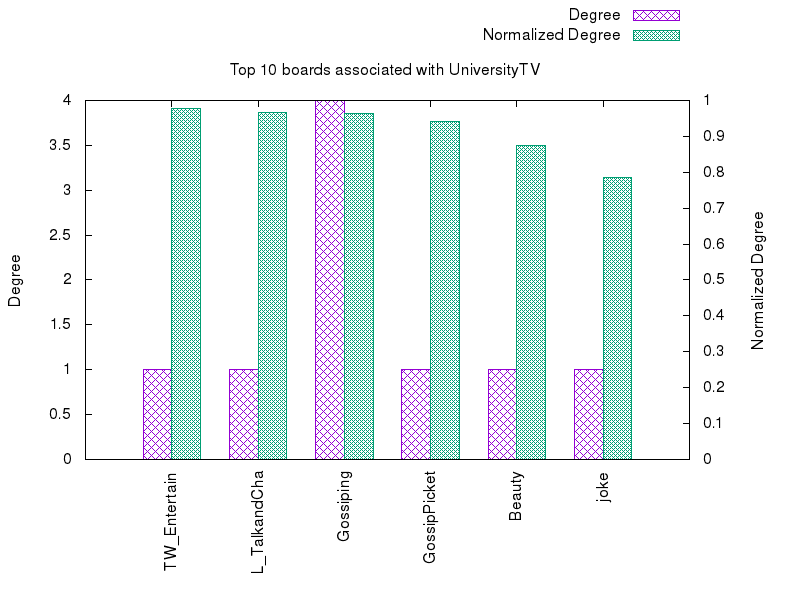 Degree
Normalized Degree
Top 10 boards associated with UniversityTV
4
3.5
3
2.5
2
1.5
1
0.5
0
1
0.9
0.8
0.7
0.6
0.5
0.4
0.3
0.2
0.1
0
Degree
Normalized Degree
TW_Entertain
L_TalkandCha
Gossiping
GossipPicket
Beauty
joke